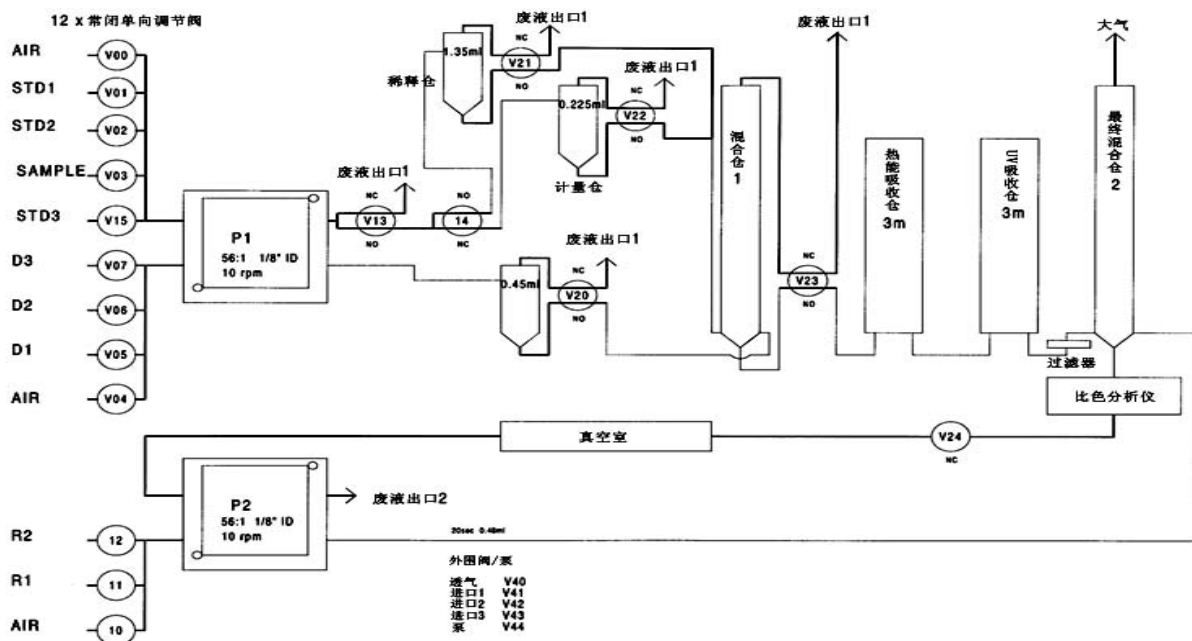 12 x 常闭单向调节阀
AIR V00
STD1 V01
STD2 V02
SAMPLE V03
STD3 V15
D3 V07
D2 V06
D1 V05
AIR V04
P1
56:1 1/8" ID
10 rpm
废液出口1
NC
V13
NO
NO
14
NC
稀释仓
1.35ml
废液出口1
NC
V21
NO
计量仓
0.225ml
废液出口1
NC
V22
NO
0.45ml
废液出口1
NC
V20
NO
混合仓1
废液出口1
NC
V23
NO
热能吸收仓
3m
UV吸收仓
3m
大气
最终混合仓2
过滤器
比色分析仪
V24
NC
真空室
P2
56:1 1/8" ID
10 rpm
废液出口2
R2 12
R1 11
AIR 10
20sec 0.48ml
外围阀/泵
透气 V40
进口1 V41
进口2 V42
进口3 V43
泵 V44